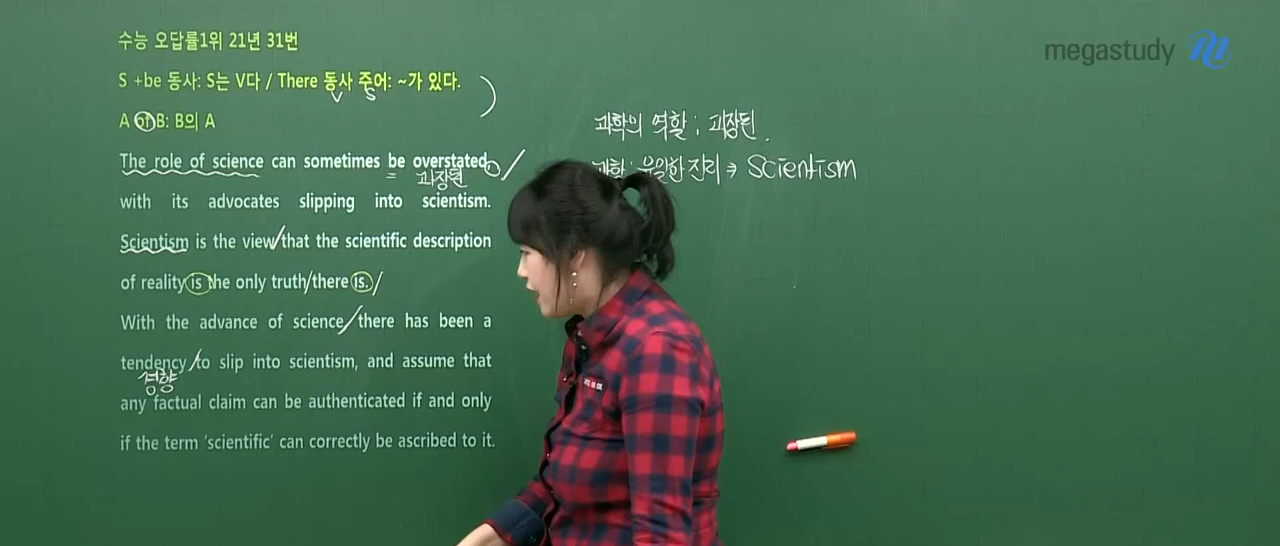 수능 오답률1위 21년 31번
megastudy
S +be 동사: S는 V다 / There 동사 주어: ~가 있다.
V S
A of B: B의 A
과학의 역할 : 과장된.
The role of science can sometimes be overstated,
과장된
과학: 유일한 진리 → Scientism
with its advocates slipping into scientism.
Scientism is the view/that the scientific description
of reality is the only truth/there is./
With the advance of science/there has been a
tendency/to slip into scientism, and assume that
경향
any factual claim can be authenticated if and only
if the term ‘scientific’ can correctly be ascribed to it.